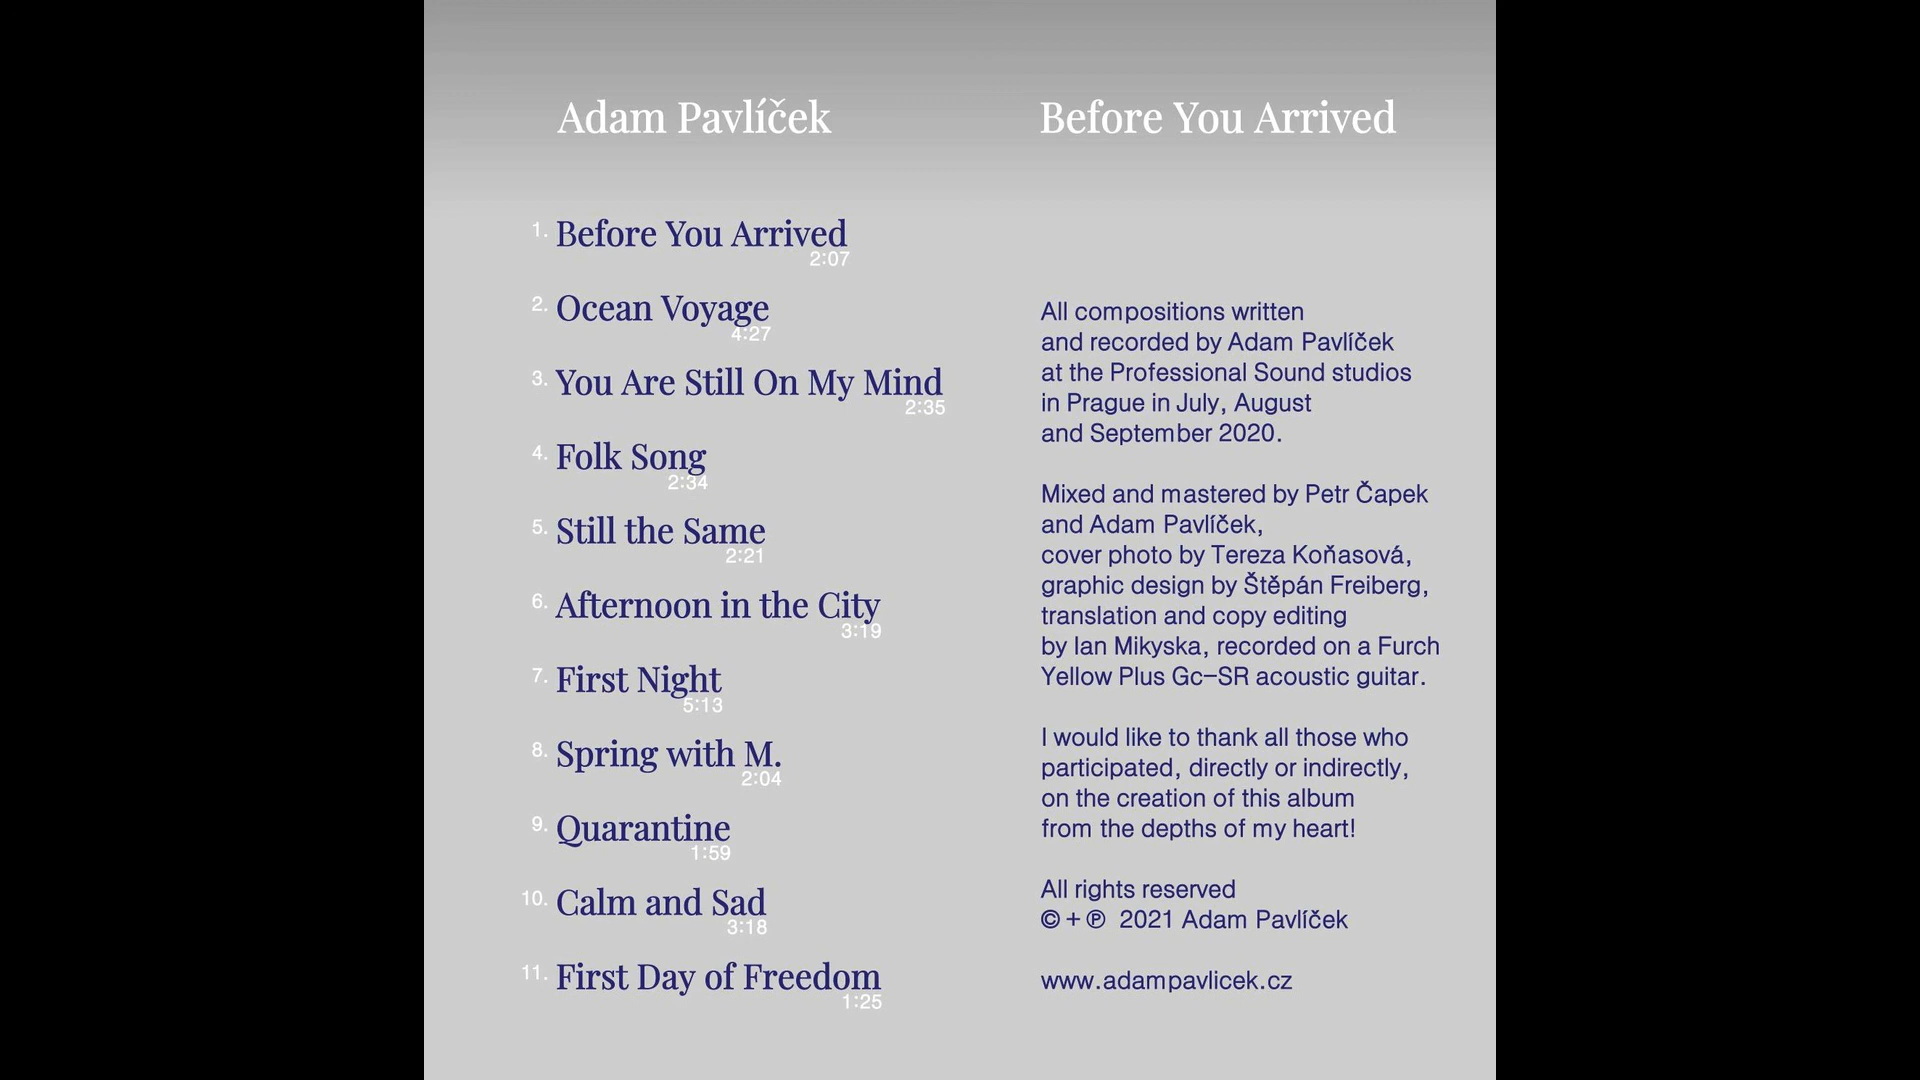 Adam Pavlíček
Before You Arrived
1. Before You Arrived
2:07
2. Ocean Voyage
4:27
3. You Are Still On My Mind
2:35
4. Folk Song
2:34
5. Still the Same
2:21
6. Afternoon in the City
3:19
7. First Night
5:13
8. Spring with M.
2:04
9. Quarantine
1:59
10. Calm and Sad
3:18
11. First Day of Freedom
1:25
All compositions written
and recorded by Adam Pavlíček
at the Professional Sound studios
in Prague in July, August
and September 2020.
Mixed and mastered by Petr Čapek
and Adam Pavlíček,
cover photo by Tereza Koňasová,
graphic design by Štěpán Freiberg,
translation and copy editing
by Ian Mikyska, recorded on a Furch
Yellow Plus Gc–SR acoustic guitar.
I would like to thank all those who
participated, directly or indirectly,
on the creation of this album
from the depths of my heart!
All rights reserved
© + ℗ 2021 Adam Pavlíček
www.adampavlicek.cz